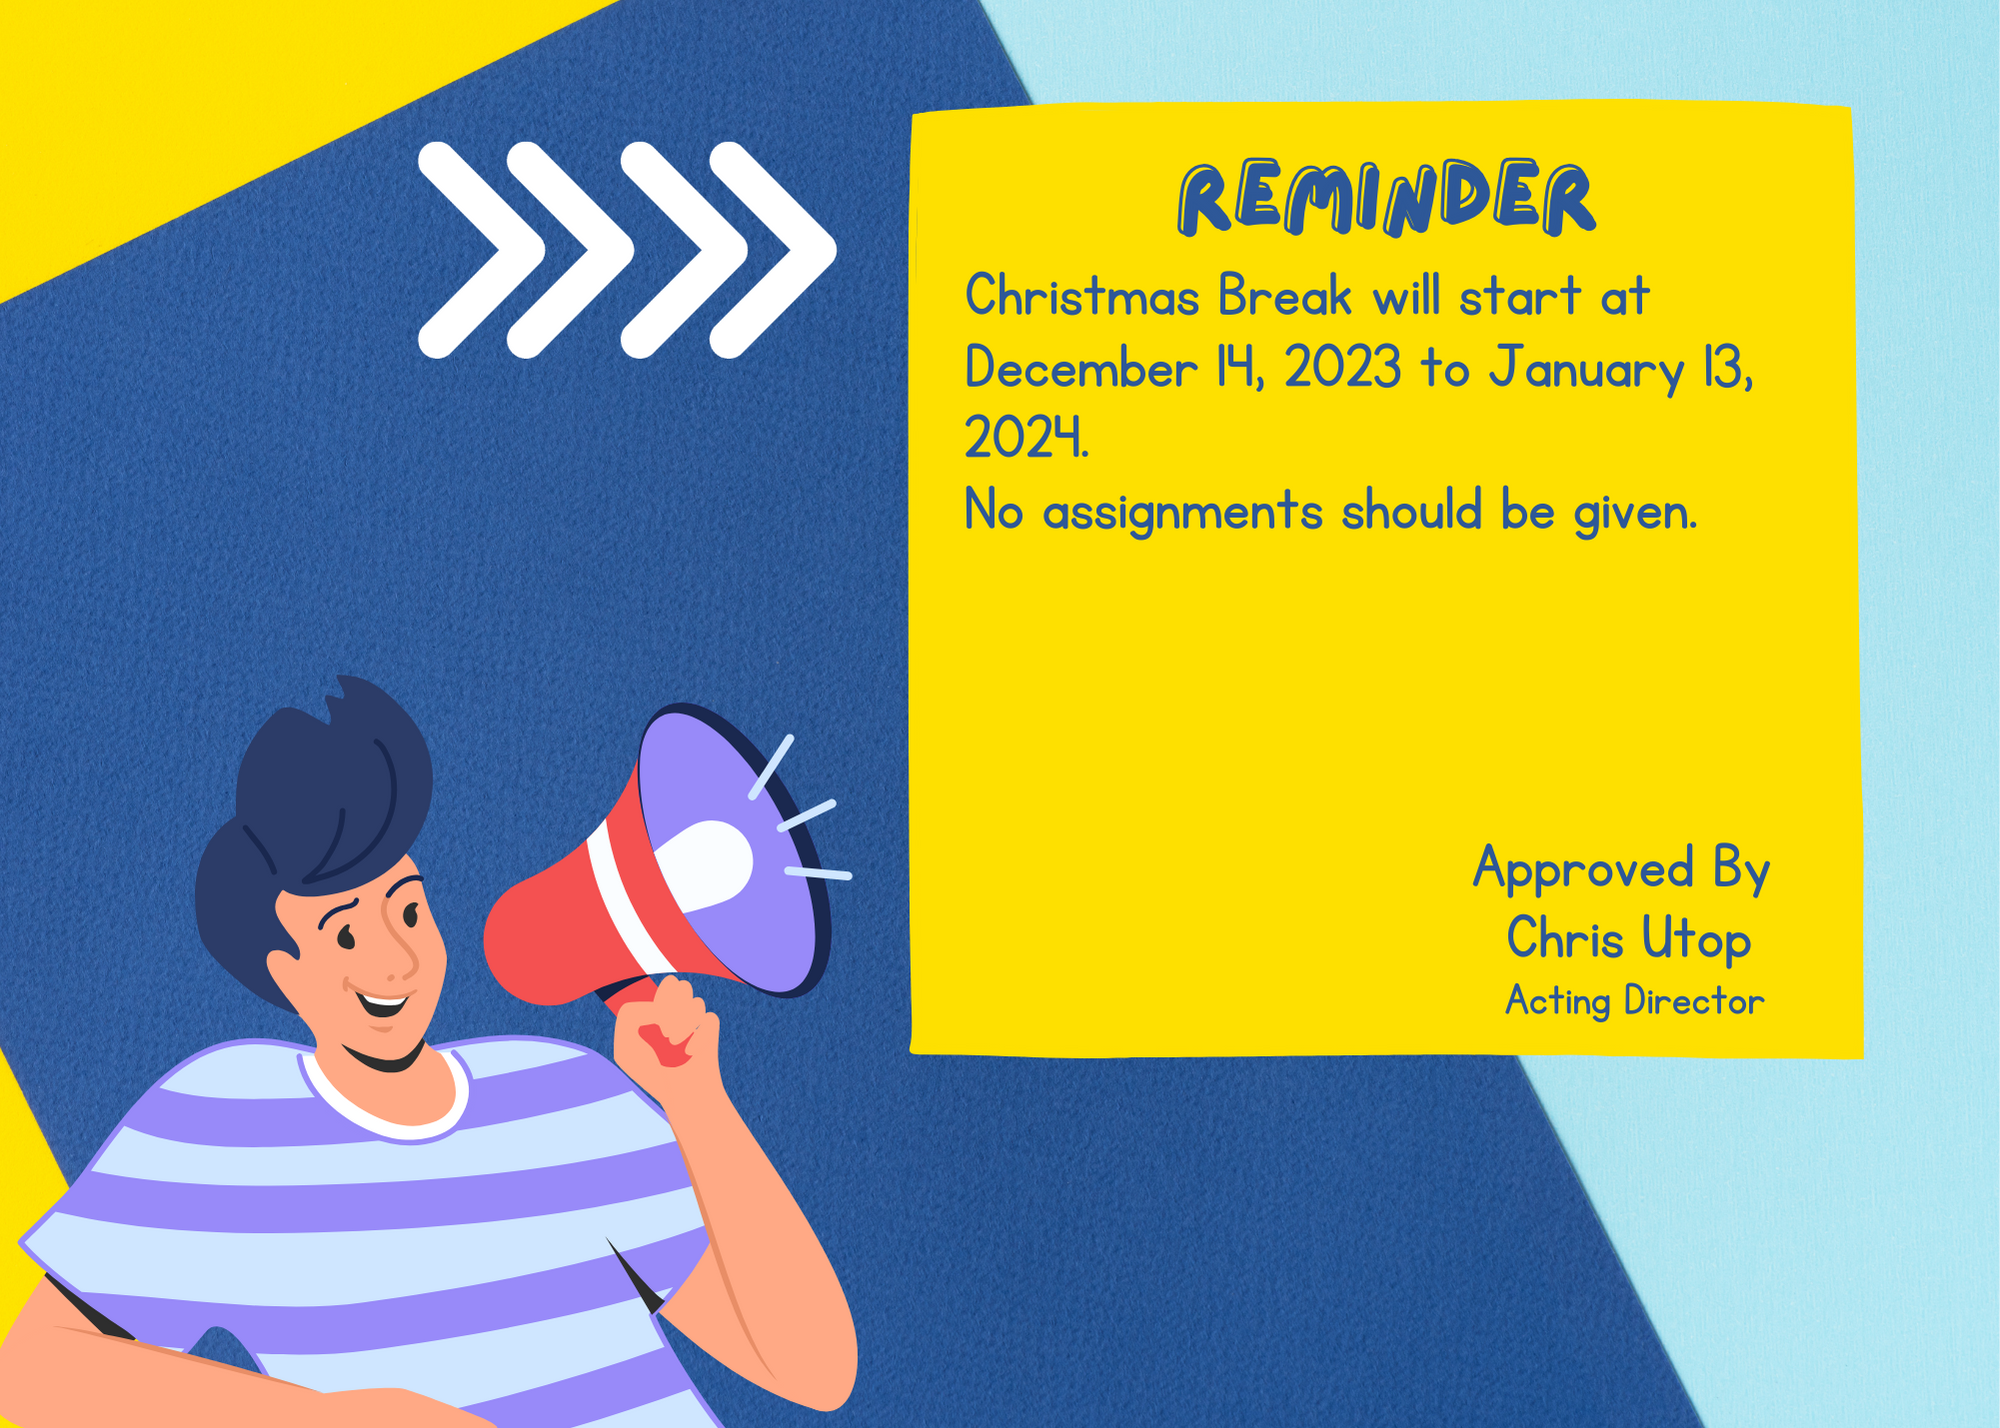 REMINDER
Christmas Break will start at
December 14, 2023 to January 13,
2024.
No assignments should be given.
Approved By
Chris Utop
Acting Director